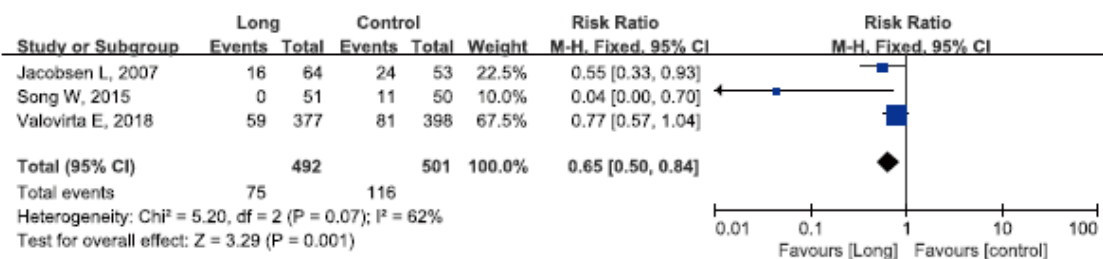 Long Control Risk Ratio Risk Ratio
Study or Subgroup Events Total Events Total Weight M-H, Fixed, 95% CI M-H, Fixed, 95% CI
Jacobsen L, 2007 16 64 24 53 22.5% 0.55 [0.33, 0.93]
Song W, 2015 0 51 11 50 10.0% 0.04 [0.00, 0.70]
Valovirta E, 2018 59 377 81 398 67.5% 0.77 [0.57, 1.04]
Total (95% CI) 492 501 100.0% 0.65 [0.50, 0.84]
Total events 75 116
Heterogeneity: Chi² = 5.20, df = 2 (P = 0.07); I² = 62%
Test for overall effect: Z = 3.29 (P = 0.001)
0.01 0.1 1 10 100
Favours [Long] Favours [control]